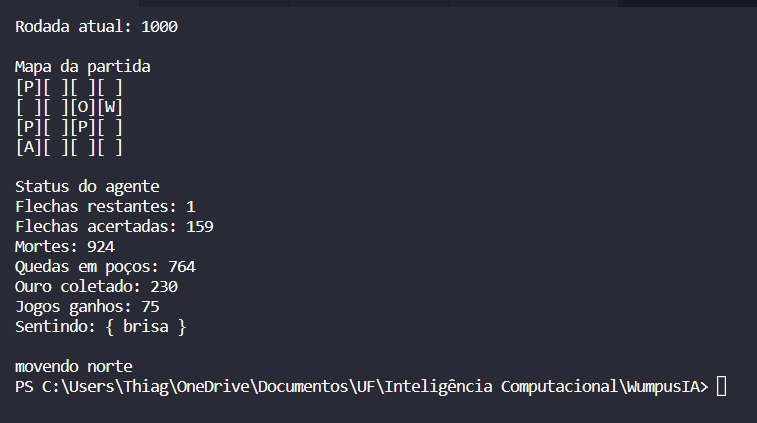 Rodada atual: 1000
Mapa da partida
[P][ ][ ][ ]
[ ][ ][O][W]
[P][ ][P][ ]
[A][ ][ ][ ]
Status do agente
Flechas restantes: 1
Flechas acertadas: 159
Mortes: 924
Quedas em poços: 764
Ouro coletado: 230
Jogos ganhos: 75
Sentindo: { brisa }
movendo norte
PS C:\Users\Thiag\OneDrive\Documentos\UF\Inteligência Computacional\WumpusIA>